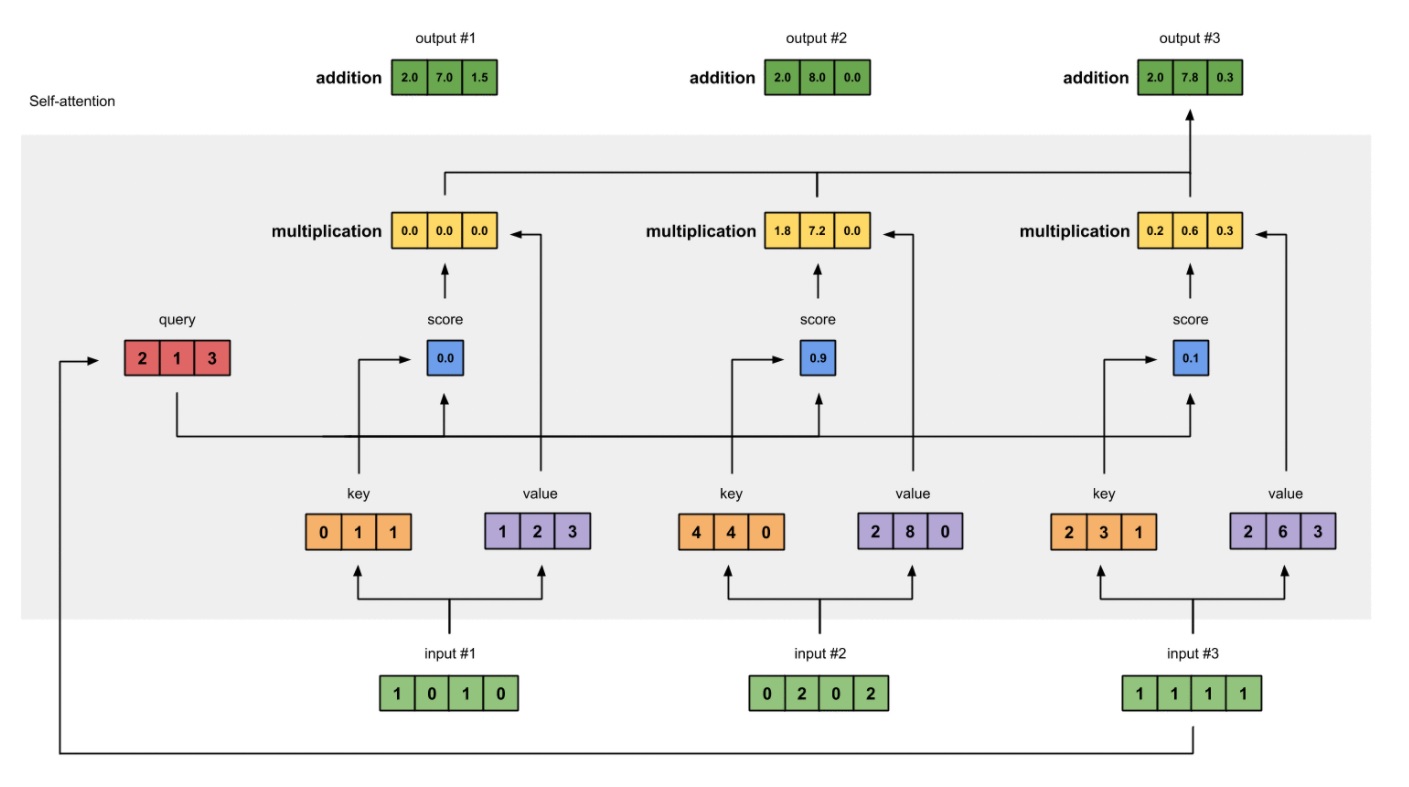 output #1 output #2 output #3
addition 2.0 7.0 1.5 addition 2.0 8.0 0.0 addition 2.0 7.8 0.3
Self-attention
multiplication 0.0 0.0 0.0 multiplication 1.8 7.2 0.0 multiplication 0.2 0.6 0.3
query score score score
2 1 3 0.0 0.9 0.1
key value key value key value
0 1 1 1 2 3 4 4 0 2 8 0 2 3 1 2 6 3
input #1 input #2 input #3
1 0 1 0 0 2 0 2 1 1 1 1